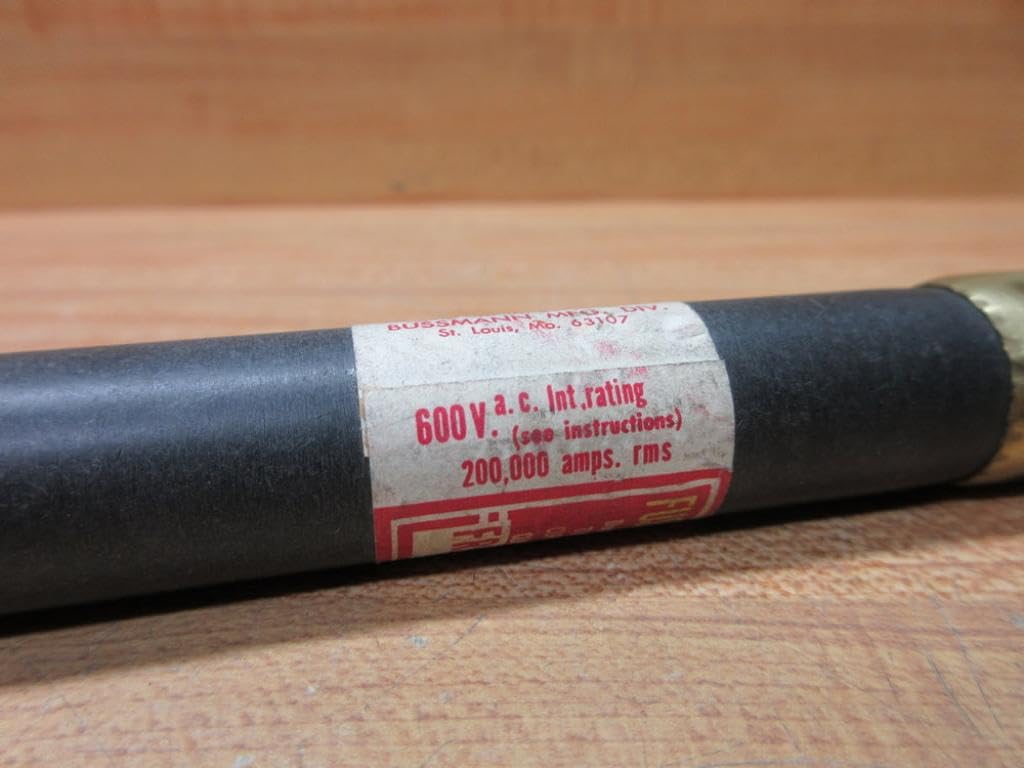 BUSSMANN MFG. DIV.
St. Louis, Mo. 63107
600V. a.c. Int.rating
(see instructions)
200,000 amps. rms